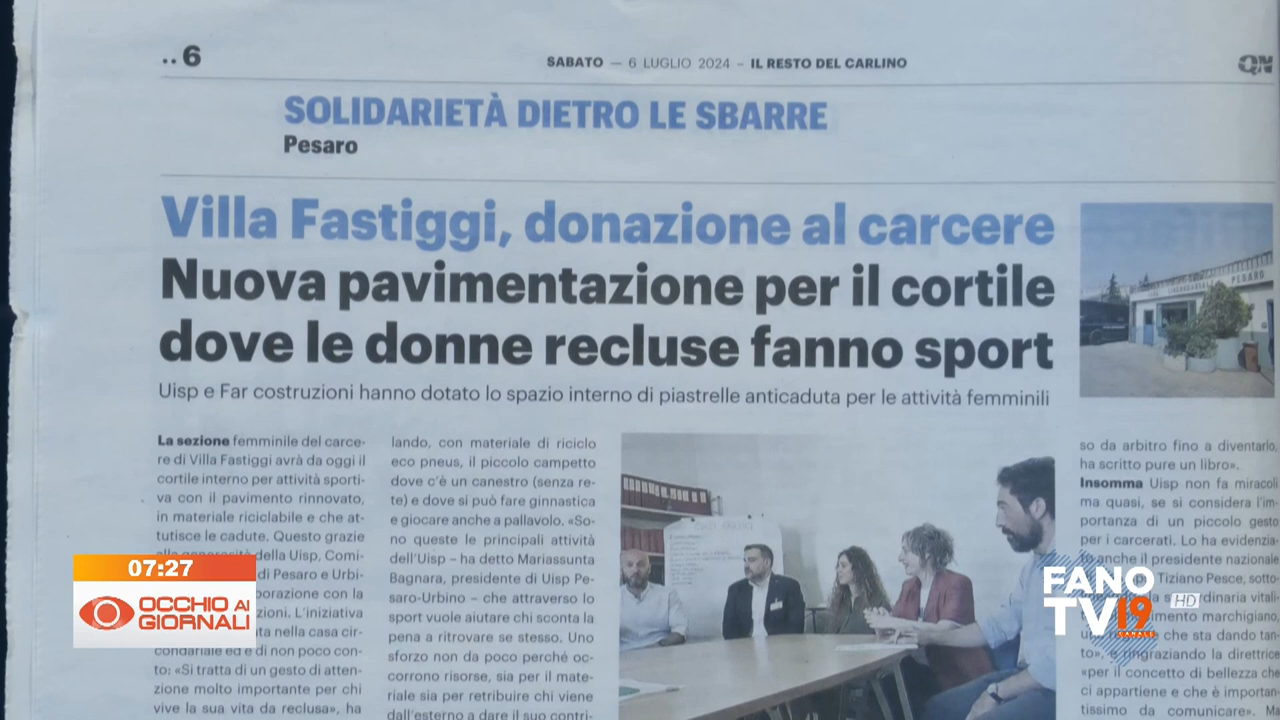 .. 6
SABATO — 6 LUGLIO 2024 – IL RESTO DEL CARLINO
QN
SOLIDARIETÀ DIETRO LE SBARRE
Pesaro
Villa Fastiggi, donazione al carcere
Nuova pavimentazione per il cortile
dove le donne recluse fanno sport
Uisp e Far costruzioni hanno dotato lo spazio interno di piastrelle anticaduta per le attività femminili
La sezione femminile del carce-
re di Villa Fastiggi avrà da oggi il
cortile interno per attività sporti-
va con il pavimento rinnovato,
in materiale riciclabile e che at-
tutisce le cadute. Questo grazie
alla generosità della Uisp, Comi-
di Pesaro e Urbi-
borazione con la
zioni. L'iniziativa
ta nella casa cir-
condariale ed è di non poco con-
to: «Si tratta di un gesto di atten-
zione molto importante per chi
vive la sua vita da reclusa», ha
lando, con materiale di riciclo
eco pneus, il piccolo campetto
dove c'è un canestro (senza re-
te) e dove si può fare ginnastica
e giocare anche a pallavolo. «So-
no queste le principali attività
dell'Uisp – ha detto Mariassunta
Bagnara, presidente di Uisp Pe-
saro-Urbino – che attraverso lo
sport vuole aiutare chi sconta la
pena a ritrovare se stesso. Uno
sforzo non da poco perché oc-
corrono risorse, sia per il mate-
riale sia per retribuire chi viene
dall'esterno a dare il suo contri-
PESARO
so da arbitro fino a diventarlo,
ha scritto pure un libro».
Insomma Uisp non fa miracoli
ma quasi, se si considera l'im-
portanza di un piccolo gesto
per i carcerati. Lo ha evidenzia-
to anche il presidente nazionale
Tiziano Pesce, sotto-
la straordinaria vitali-
mento marchigiano,
che sta dando tan-
to», e ringraziando la direttrice
«per il concetto di bellezza che
ci appartiene e che è importan-
tissimo da comunicare». Ma
07:27
OCCHIO AI
GIORNALI
FANO
TV 19
HD
CANALE